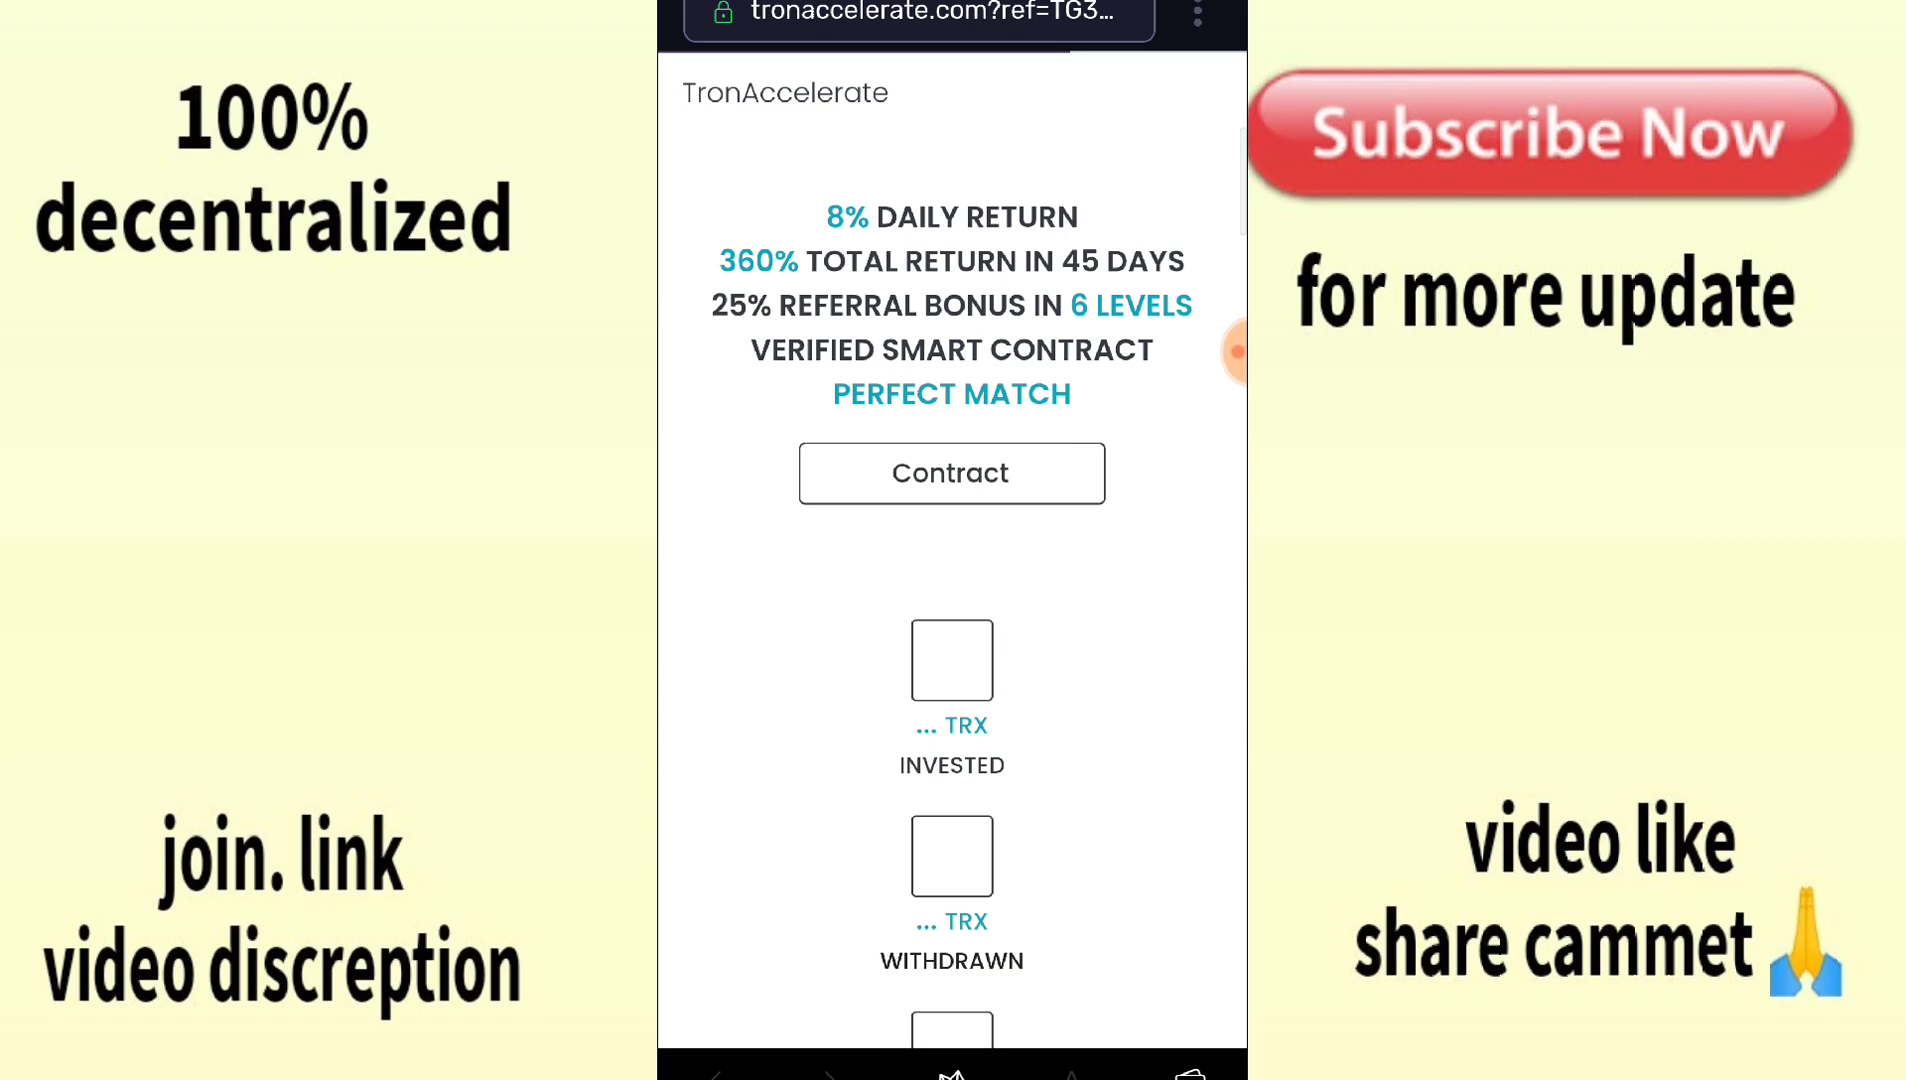 tronaccelerate.com?ref=TG3...
TronAccelerate
100%
decentralized
8% DAILY RETURN
360% TOTAL RETURN IN 45 DAYS
25% REFERRAL BONUS IN 6 LEVELS
VERIFIED SMART CONTRACT
PERFECT MATCH
Contract
... TRX
INVESTED
... TRX
WITHDRAWN
Subscribe Now
for more update
join. link
video discreption
video like
share cammet 🙏